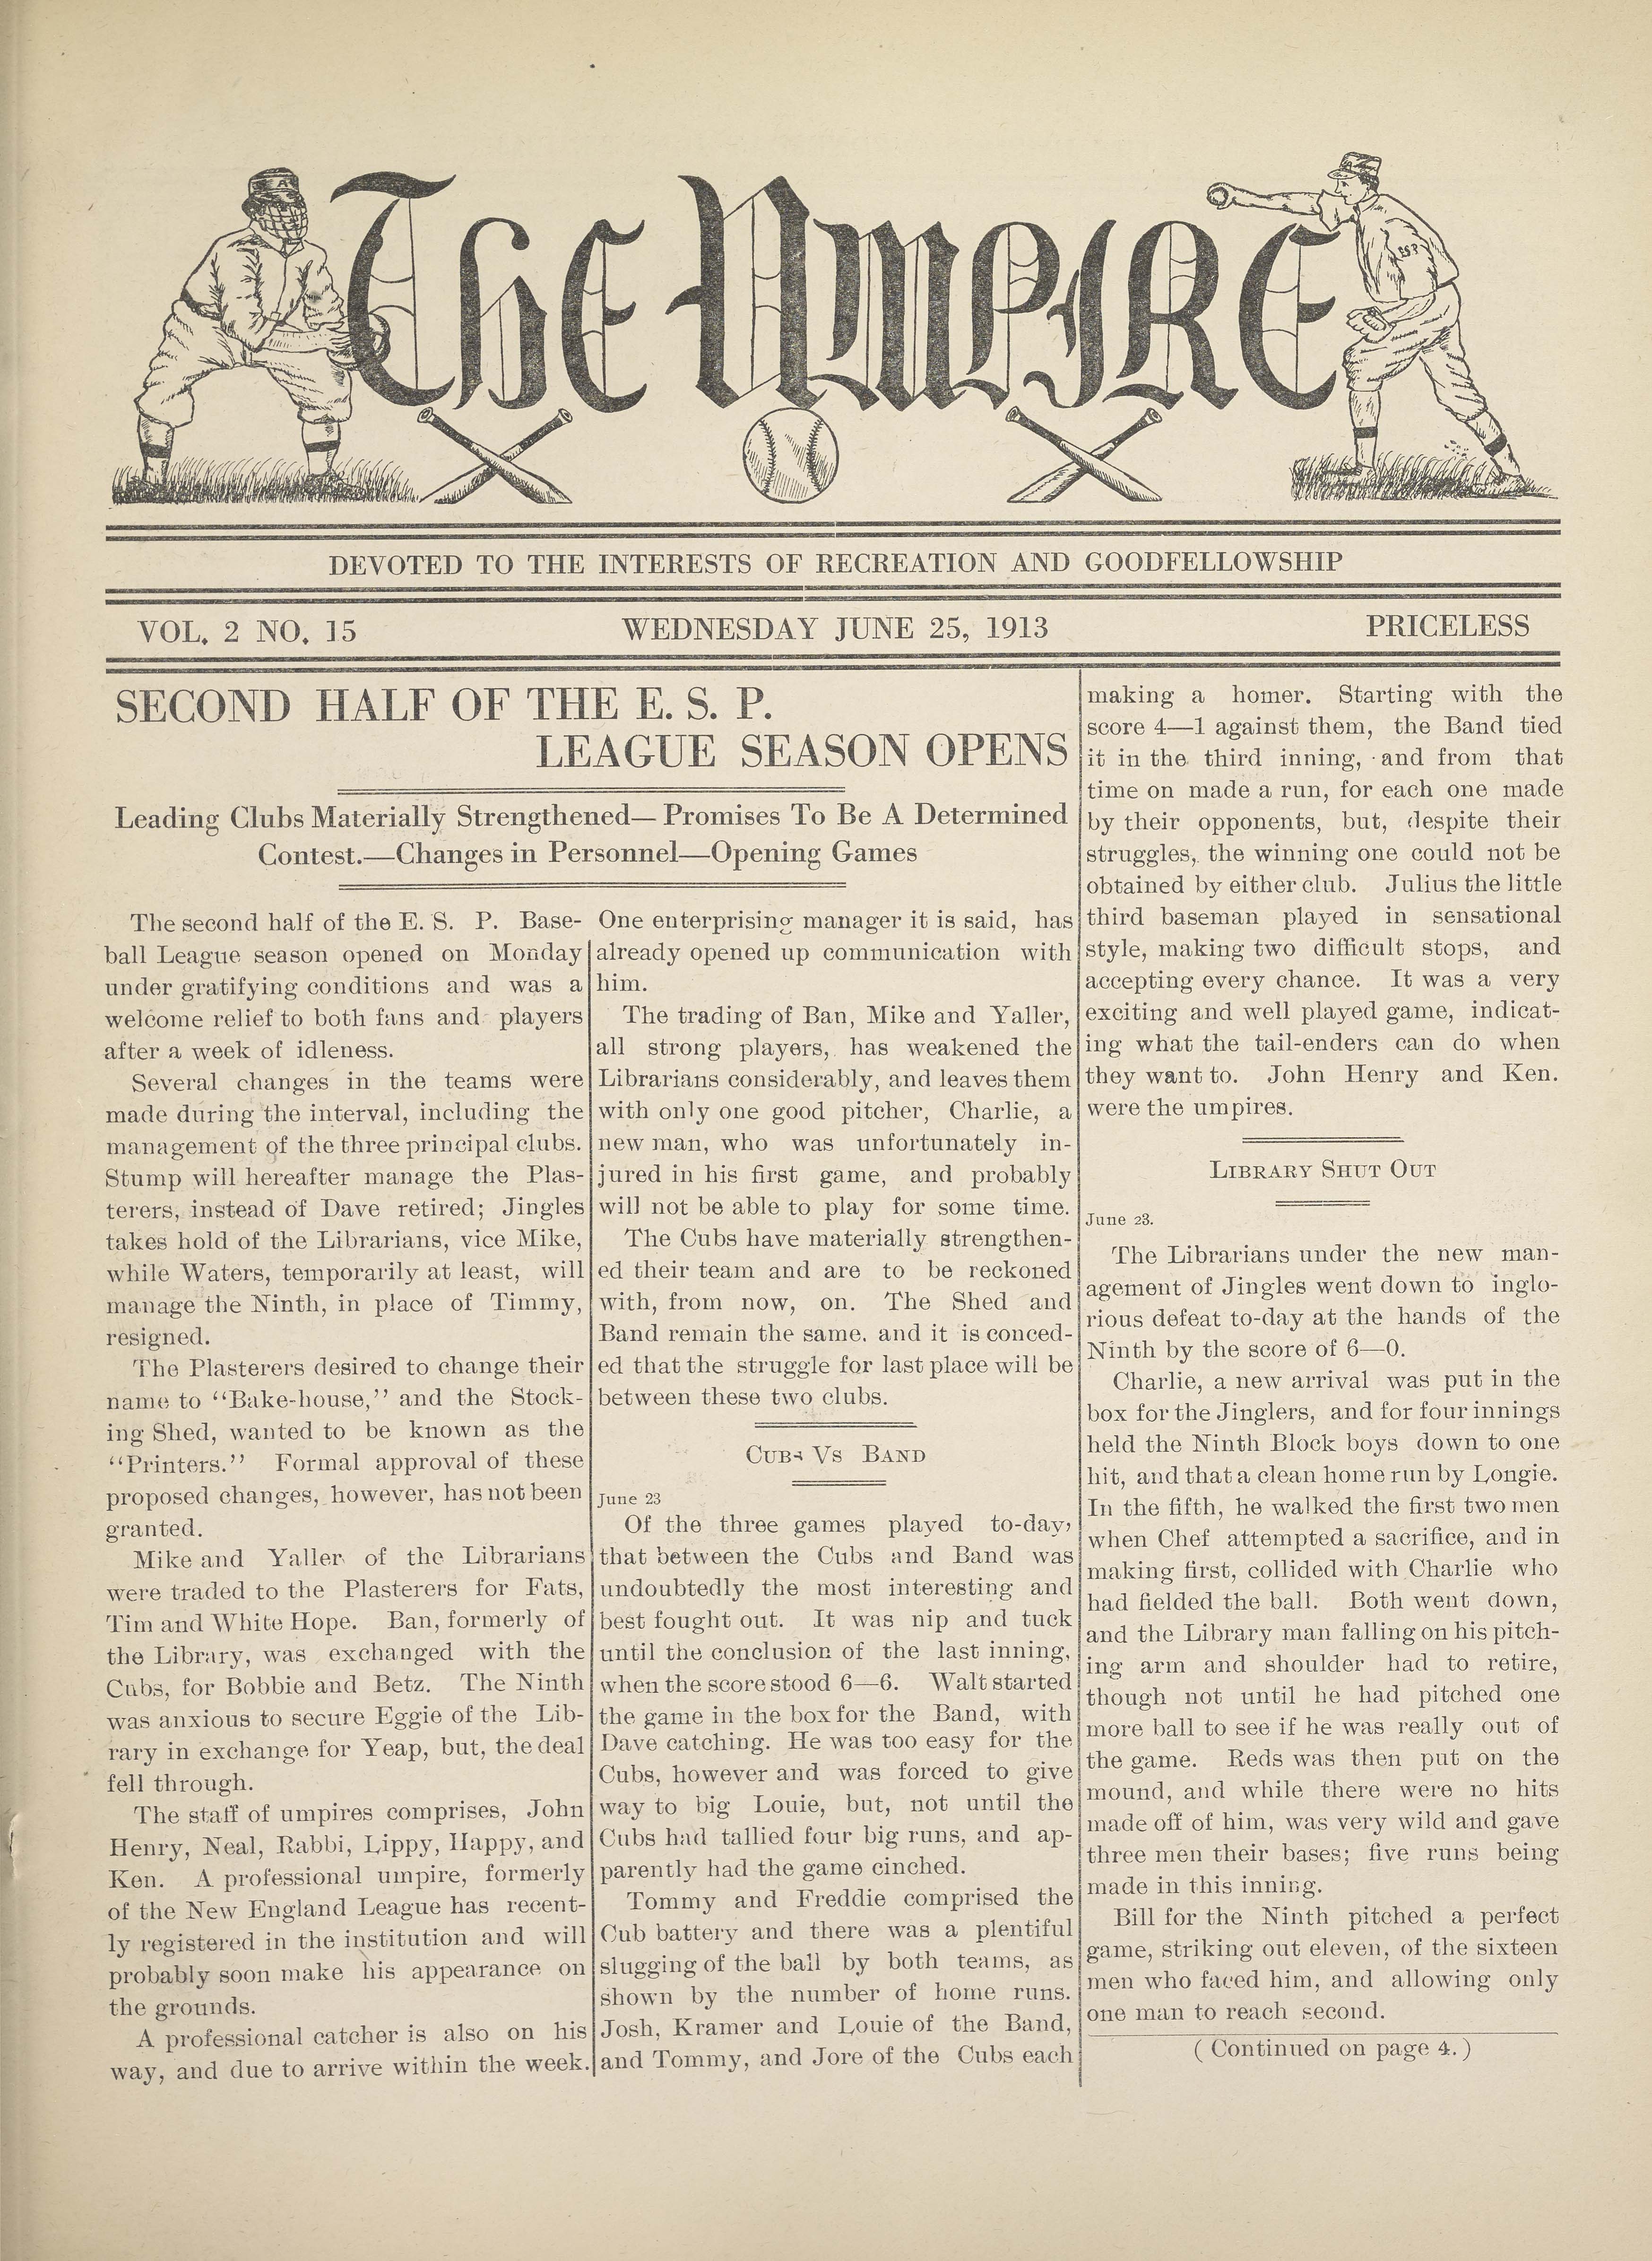 The Umpire
DEVOTED TO THE INTERESTS OF RECREATION AND GOODFELLOWSHIP
VOL. 2 NO. 15 WEDNESDAY JUNE 25, 1913 PRICELESS
SECOND HALF OF THE E. S. P.
LEAGUE SEASON OPENS
Leading Clubs Materially Strengthened—Promises To Be A Determined
Contest.—Changes in Personnel—Opening Games
The second half of the E. S. P. Base-
ball League season opened on Monday
under gratifying conditions and was a
welcome relief to both fans and players
after a week of idleness.
Several changes in the teams were
made during the interval, including the
management of the three principal clubs.
Stump will hereafter manage the Plas-
terers, instead of Dave retired; Jingles
takes hold of the Librarians, vice Mike,
while Waters, temporarily at least, will
manage the Ninth, in place of Timmy,
resigned.
The Plasterers desired to change their
name to "Bake-house," and the Stock-
ing Shed, wanted to be known as the
"Printers." Formal approval of these
proposed changes, however, has not been
granted.
Mike and Yaller of the Librarians
were traded to the Plasterers for Fats,
Tim and White Hope. Ban, formerly of
the Library, was exchanged with the
Cubs, for Bobbie and Betz. The Ninth
was anxious to secure Eggie of the Lib-
rary in exchange for Yeap, but, the deal
fell through.
The staff of umpires comprises, John
Henry, Neal, Rabbi, Lippy, Happy, and
Ken. A professional umpire, formerly
of the New England League has recent-
ly registered in the institution and will
probably soon make his appearance on
the grounds.
A professional catcher is also on his
way, and due to arrive within the week.
One enterprising manager it is said, has
already opened up communication with
him.
The trading of Ban, Mike and Yaller,
all strong players, has weakened the
Librarians considerably, and leaves them
with only one good pitcher, Charlie, a
new man, who was unfortunately in-
jured in his first game, and probably
will not be able to play for some time.
The Cubs have materially strengthen-
ed their team and are to be reckoned
with, from now, on. The Shed and
Band remain the same, and it is conced-
ed that the struggle for last place will be
between these two clubs.
CUBS VS BAND
June 23
Of the three games played to-day,
that between the Cubs and Band was
undoubtedly the most interesting and
best fought out. It was nip and tuck
until the conclusion of the last inning,
when the score stood 6—6. Walt started
the game in the box for the Band, with
Dave catching. He was too easy for the
Cubs, however and was forced to give
way to big Louie, but, not until the
Cubs had tallied four big runs, and ap-
parently had the game cinched.
Tommy and Freddie comprised the
Cub battery and there was a plentiful
slugging of the ball by both teams, as
shown by the number of home runs.
Josh, Kramer and Louie of the Band,
and Tommy, and Jore of the Cubs each
making a homer. Starting with the
score 4—1 against them, the Band tied
it in the third inning, and from that
time on made a run, for each one made
by their opponents, but, despite their
struggles, the winning one could not be
obtained by either club. Julius the little
third baseman played in sensational
style, making two difficult stops, and
accepting every chance. It was a very
exciting and well played game, indicat-
ing what the tail-enders can do when
they want to. John Henry and Ken.
were the umpires.
LIBRARY SHUT OUT
June 23.
The Librarians under the new man-
agement of Jingles went down to inglo-
rious defeat to-day at the hands of the
Ninth by the score of 6—0.
Charlie, a new arrival was put in the
box for the Jinglers, and for four innings
held the Ninth Block boys down to one
hit, and that a clean home run by Longie.
In the fifth, he walked the first two men
when Chef attempted a sacrifice, and in
making first, collided with Charlie who
had fielded the ball. Both went down,
and the Library man falling on his pitch-
ing arm and shoulder had to retire,
though not until he had pitched one
more ball to see if he was really out of
the game. Reds was then put on the
mound, and while there were no hits
made off of him, was very wild and gave
three men their bases; five runs being
made in this inning.
Bill for the Ninth pitched a perfect
game, striking out eleven, of the sixteen
men who faced him, and allowing only
one man to reach second.
(Continued on page 4.)